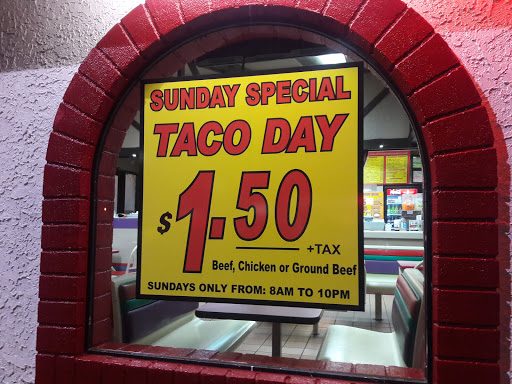 SUNDAY SPECIAL
TACO DAY
$1.50
+TAX
Beef, Chicken or Ground Beef
SUNDAYS ONLY FROM: 8AM TO 10PM